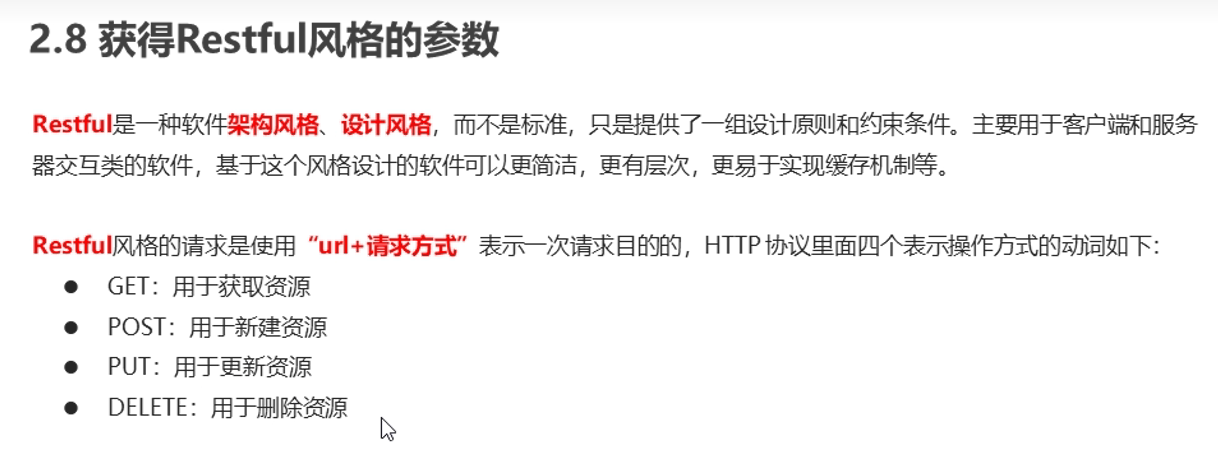 2.8 获得Restful风格的参数
Restful是一种软件架构风格、设计风格，而不是标准，只是提供了一组设计原则和约束条件。主要用于客户端和服务
器交互类的软件，基于这个风格设计的软件可以更简洁，更有层次，更易于实现缓存机制等。
Restful风格的请求是使用“url+请求方式”表示一次请求目的的，HTTP 协议里面四个表示操作方式的动词如下：
● GET：用于获取资源
● POST：用于新建资源
● PUT：用于更新资源
● DELETE：用于删除资源